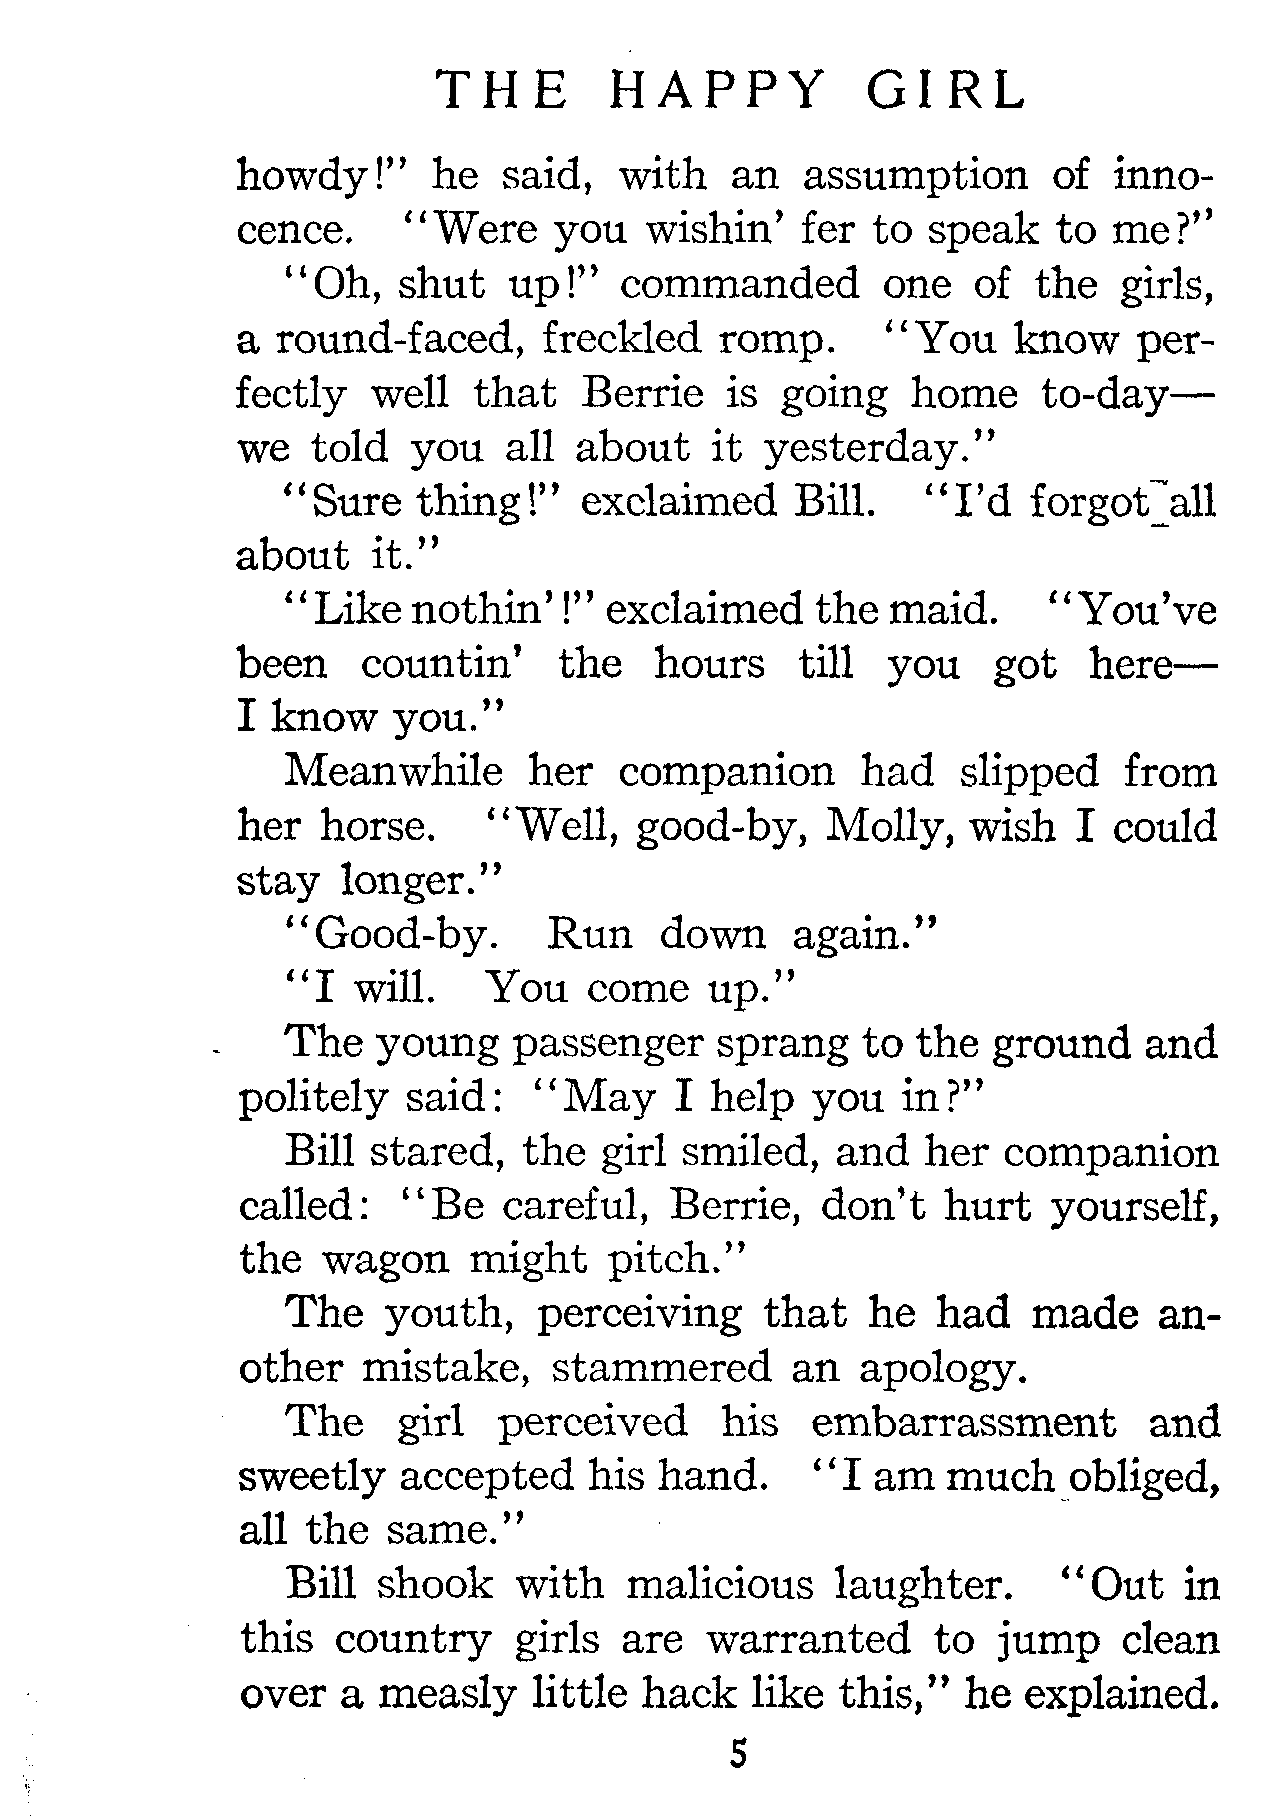 THE HAPPY GIRL
howdy!" he said, with an assumption of inno-
cence. "Were you wishin' fer to speak to me?"
"Oh, shut up!" commanded one of the girls,
a round-faced, freckled romp. "You know per-
fectly well that Berrie is going home to-day—
we told you all about it yesterday."
"Sure thing!" exclaimed Bill. "I'd forgot all
about it."
"Like nothin'!" exclaimed the maid. "You've
been countin' the hours till you got here—
I know you."
Meanwhile her companion had slipped from
her horse. "Well, good-by, Molly, wish I could
stay longer."
"Good-by. Run down again."
"I will. You come up."
The young passenger sprang to the ground and
politely said: "May I help you in?"
Bill stared, the girl smiled, and her companion
called: "Be careful, Berrie, don't hurt yourself,
the wagon might pitch."
The youth, perceiving that he had made an-
other mistake, stammered an apology.
The girl perceived his embarrassment and
sweetly accepted his hand. "I am much obliged,
all the same."
Bill shook with malicious laughter. "Out in
this country girls are warranted to jump clean
over a measly little hack like this," he explained.
5